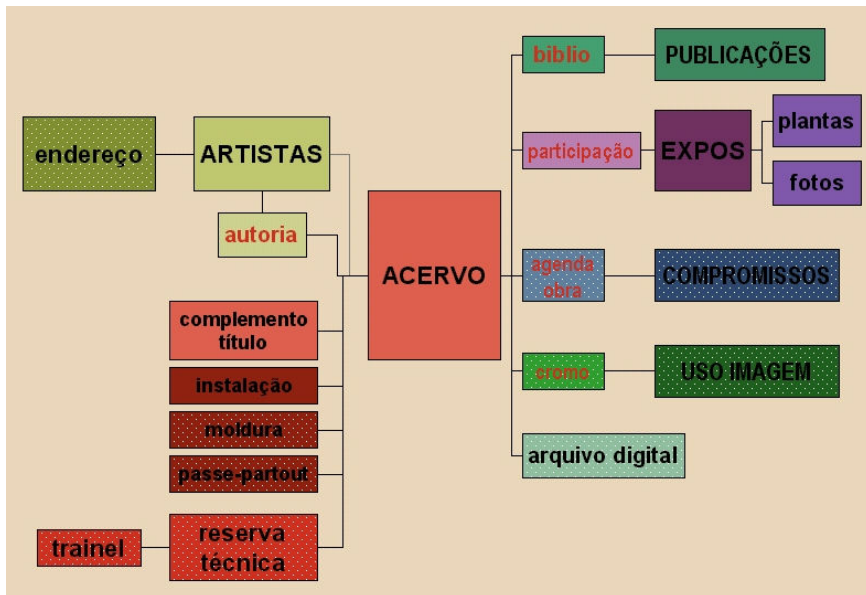 biblio
PUBLICAÇÕES
endereço
ARTISTAS
participação
EXPOS
plantas
fotos
autoria
ACERVO
agenda
obra
COMPROMISSOS
complemento
título
instalação
moldura
passe-partout
cromo
USO IMAGEM
arquivo digital
trainel
reserva
técnica